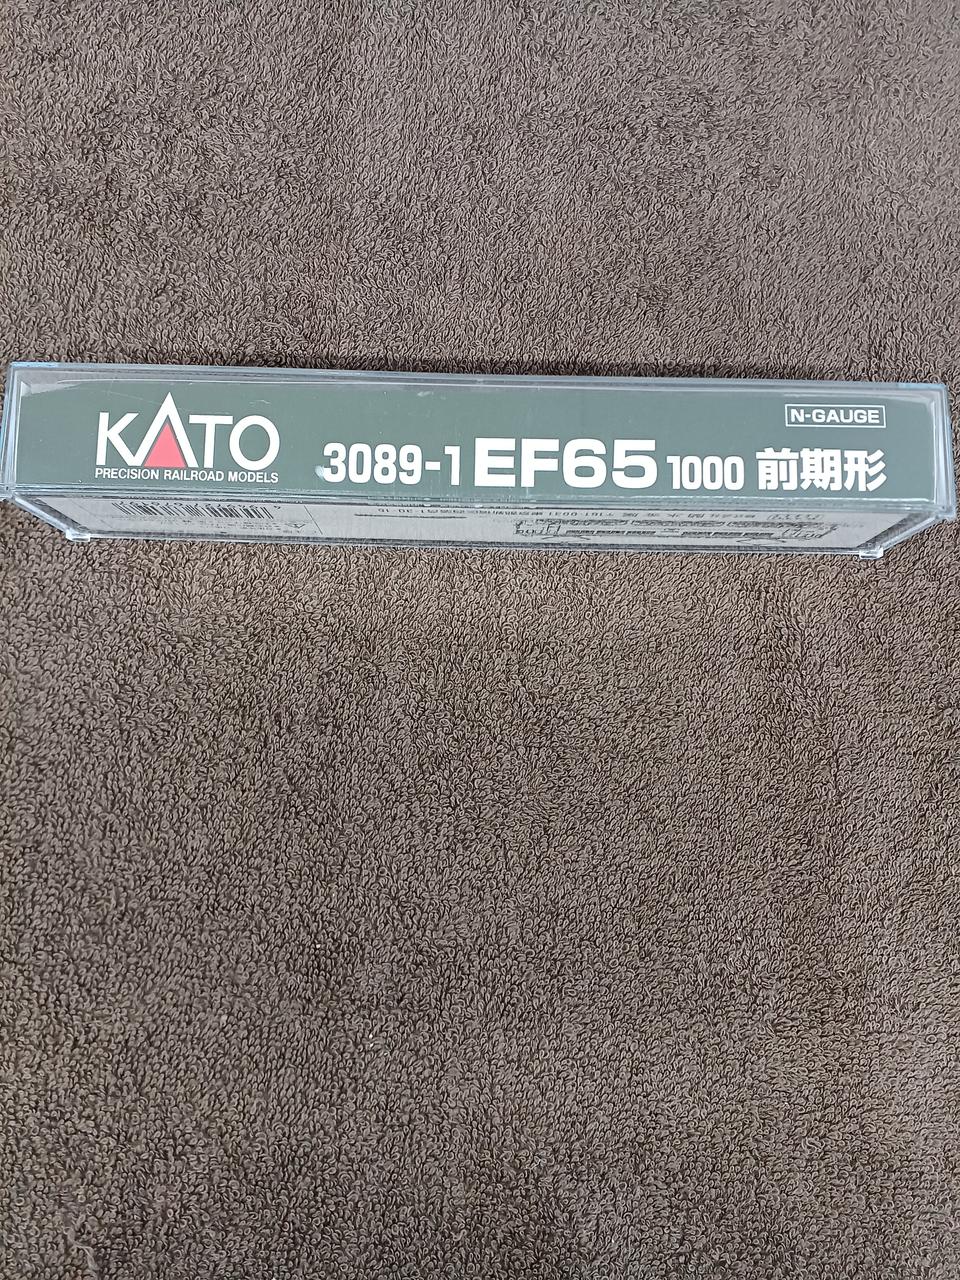 N-GAUGE
KATO
PRECISION RAILROAD MODELS
3089-1 EF65 1000 前期形